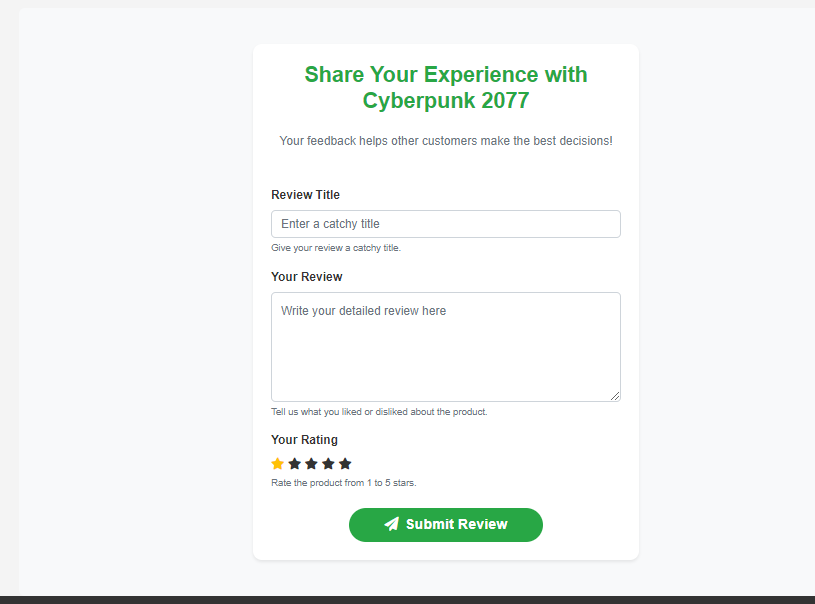 Share Your Experience with
Cyberpunk 2077
Your feedback helps other customers make the best decisions!
Review Title
Enter a catchy title
Give your review a catchy title.
Your Review
Write your detailed review here
Tell us what you liked or disliked about the product.
Your Rating
Rate the product from 1 to 5 stars.
Submit Review